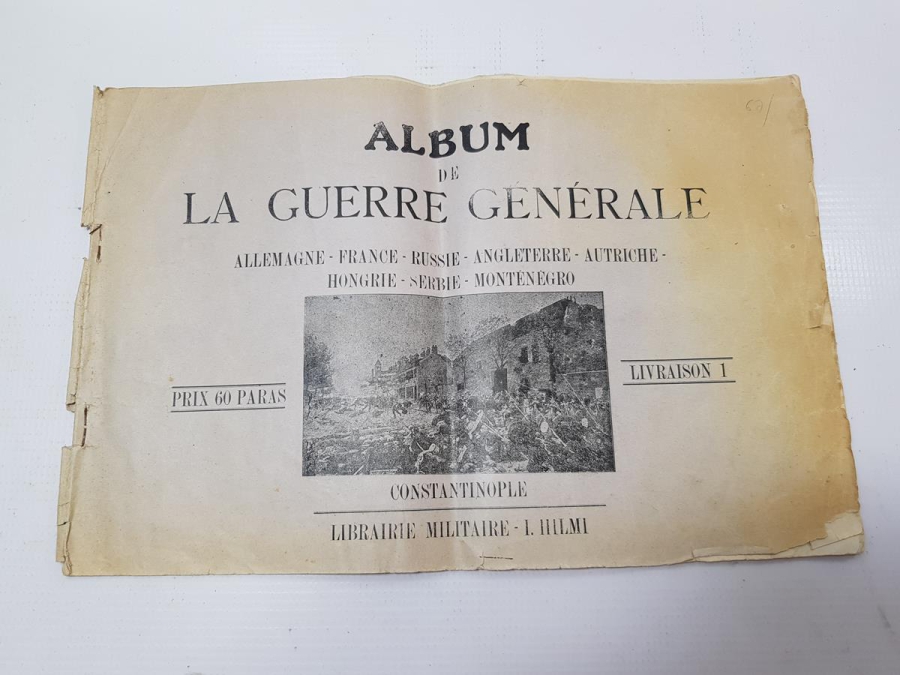 ALBUM
DE
LA GUERRE GÉNÉRALE
ALLEMAGNE - FRANCE - RUSSIE - ANGLETERRE - AUTRICHE -
HONGRIE - SERBIE - MONTÉNÉGRO
PRIX 60 PARAS
LIVRAISON 1
CONSTANTINOPLE
LIBRAIRIE MILITAIRE - I. HILMI